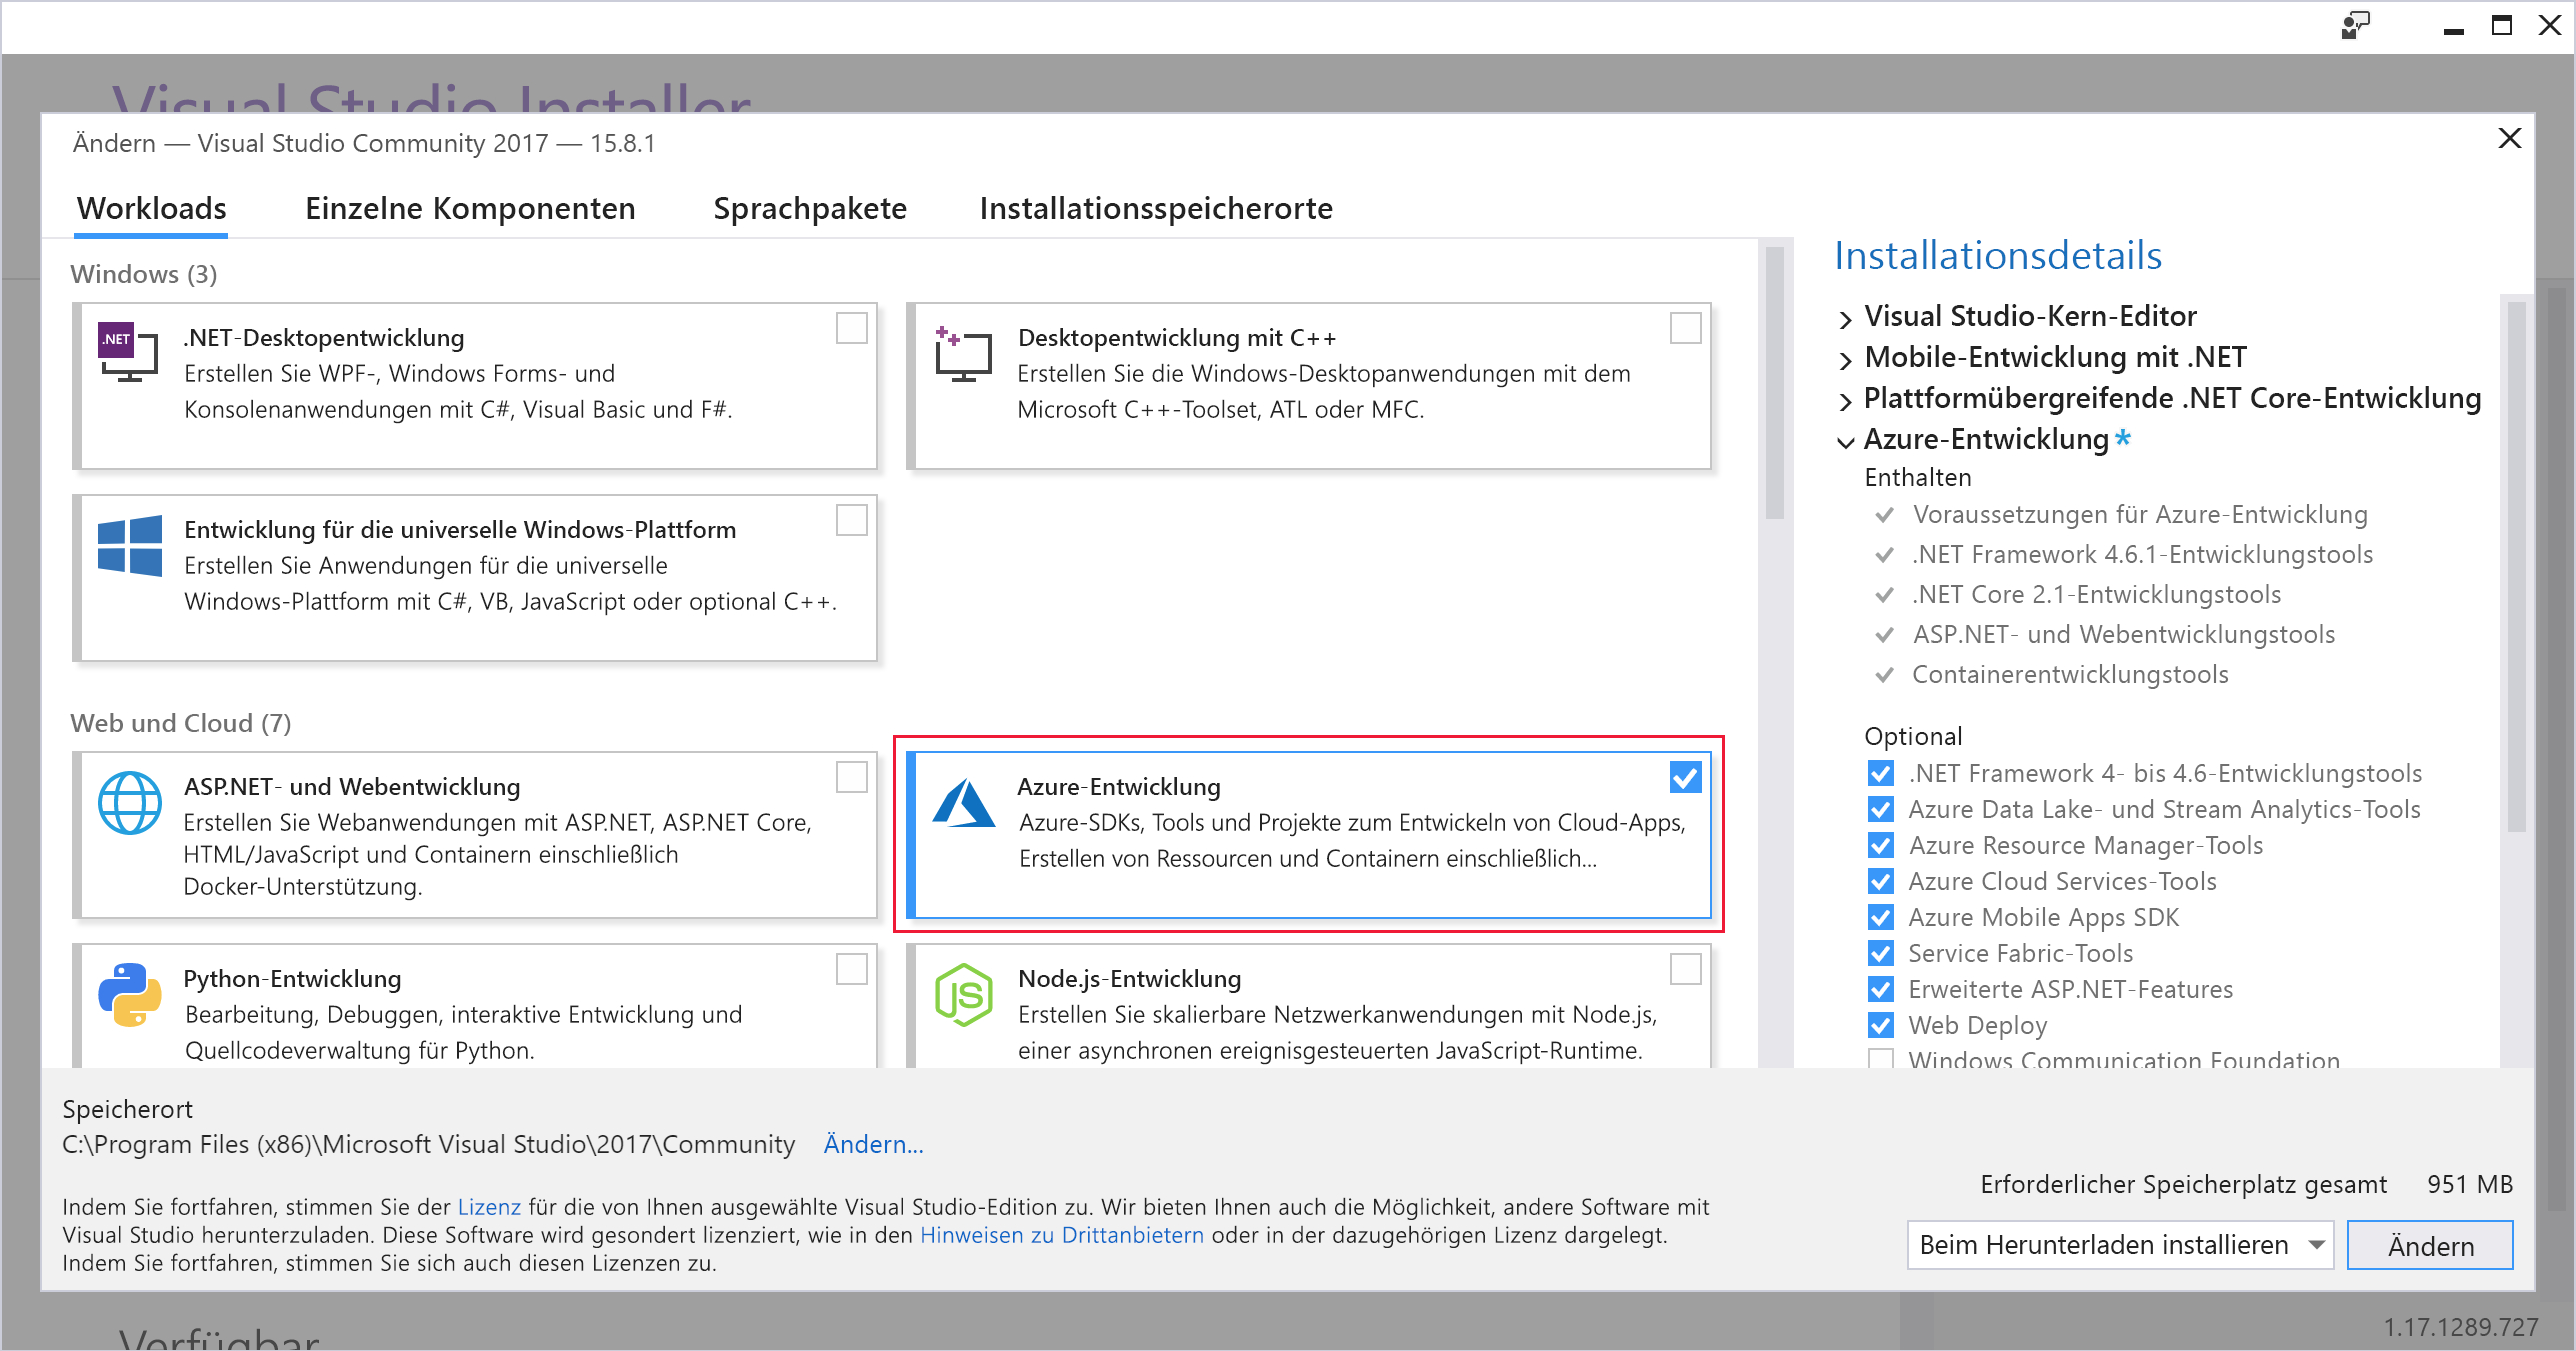 Visual Studio Installer
Ändern — Visual Studio Community 2017 — 15.8.1
Workloads
Einzelne Komponenten
Sprachpakete
Installationsspeicherorte
Windows (3)
.NET
.NET-Desktopentwicklung
Erstellen Sie WPF-, Windows Forms- und
Konsolenanwendungen mit C#, Visual Basic und F#.
Desktopentwicklung mit C++
Erstellen Sie die Windows-Desktopanwendungen mit dem
Microsoft C++-Toolset, ATL oder MFC.
Entwicklung für die universelle Windows-Plattform
Erstellen Sie Anwendungen für die universelle
Windows-Plattform mit C#, VB, JavaScript oder optional C++.
Web und Cloud (7)
ASP.NET- und Webentwicklung
Erstellen Sie Webanwendungen mit ASP.NET, ASP.NET Core,
HTML/JavaScript und Containern einschließlich
Docker-Unterstützung.
Azure-Entwicklung
Azure-SDKs, Tools und Projekte zum Entwickeln von Cloud-Apps,
Erstellen von Ressourcen und Containern einschließlich...
Python-Entwicklung
Bearbeitung, Debuggen, interaktive Entwicklung und
Quellcodeverwaltung für Python.
JS
Node.js-Entwicklung
Erstellen Sie skalierbare Netzwerkanwendungen mit Node.js,
einer asynchronen ereignisgesteuerten JavaScript-Runtime.
Installationsdetails
Visual Studio-Kern-Editor
Mobile-Entwicklung mit .NET
Plattformübergreifende .NET Core-Entwicklung
Azure-Entwicklung*
Enthalten
Voraussetzungen für Azure-Entwicklung
.NET Framework 4.6.1-Entwicklungstools
.NET Core 2.1-Entwicklungstools
ASP.NET- und Webentwicklungstools
Containerentwicklungstools
Optional
.NET Framework 4- bis 4.6-Entwicklungstools
Azure Data Lake- und Stream Analytics-Tools
Azure Resource Manager-Tools
Azure Cloud Services-Tools
Azure Mobile Apps SDK
Service Fabric-Tools
Erweiterte ASP.NET-Features
Web Deploy
Windows Communication Foundation
Speicherort
C:\Program Files (x86)\Microsoft Visual Studio\2017\Community Ändern...
Indem Sie fortfahren, stimmen Sie der Lizenz für die von Ihnen ausgewählte Visual Studio-Edition zu. Wir bieten Ihnen auch die Möglichkeit, andere Software mit
Visual Studio herunterzuladen. Diese Software wird gesondert lizenziert, wie in den Hinweisen zu Drittanbietern oder in der dazugehörigen Lizenz dargelegt.
Indem Sie fortfahren, stimmen Sie sich auch diesen Lizenzen zu.
Erforderlicher Speicherplatz gesamt 951 MB
Beim Herunterladen installieren
Ändern
Verfügbar
1.17.1289.727